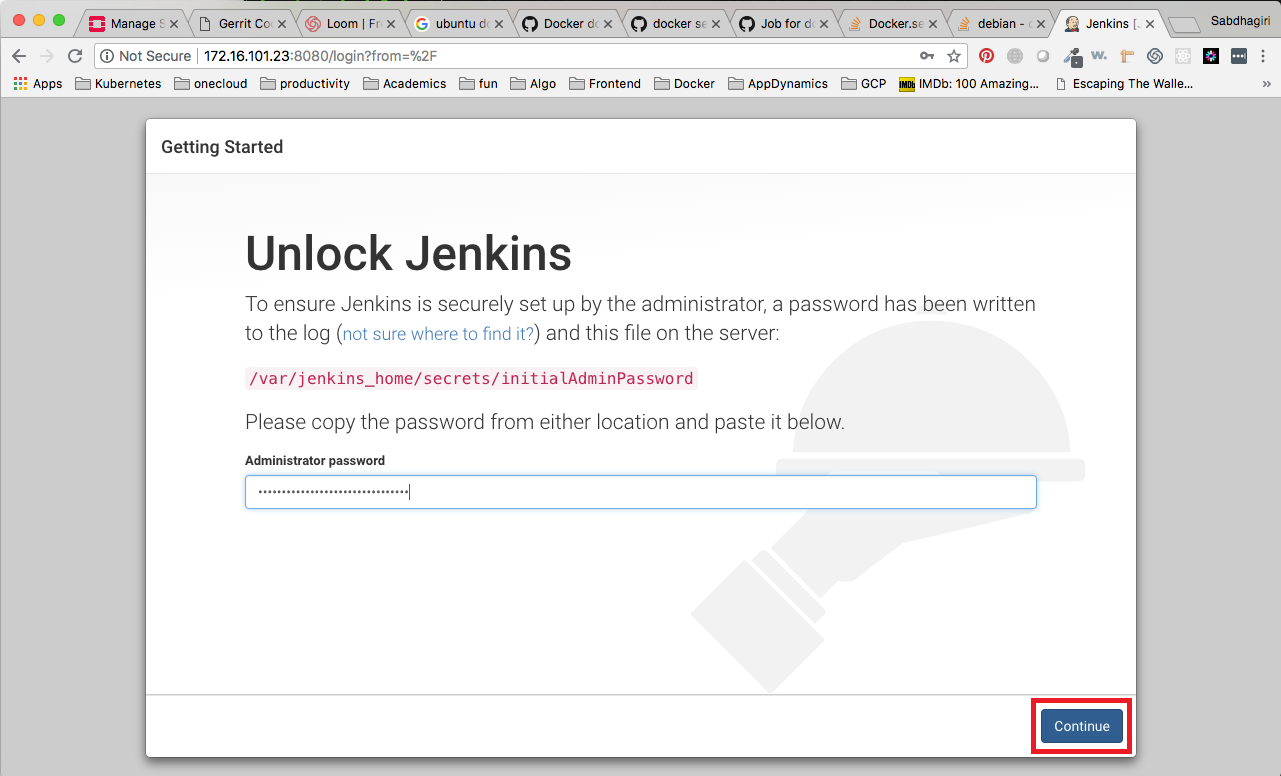 Manage S
Gerrit Co
Loom | Fr
ubuntu do
Docker do
docker se
Job for do
Docker.se
debian -
Jenkins [
Sabdhagiri
Not Secure | 172.16.101.23:8080/login?from=%2F
Apps Kubernetes onecloud productivity Academics fun Algo Frontend Docker AppDynamics GCP IMDb IMDb: 100 Amazing... Escaping The Walle... »
Getting Started
Unlock Jenkins
To ensure Jenkins is securely set up by the administrator, a password has been written
to the log (not sure where to find it?) and this file on the server:
/var/jenkins_home/secrets/initialAdminPassword
Please copy the password from either location and paste it below.
Administrator password
Continue